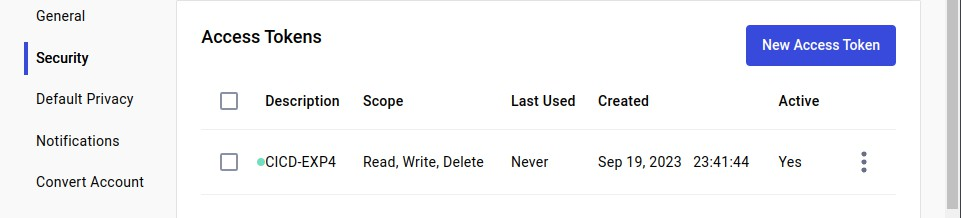 General
Security
Default Privacy
Notifications
Convert Account
Access Tokens
New Access Token
Description Scope Last Used Created Active
CICD-EXP4 Read, Write, Delete Never Sep 19, 2023 23:41:44 Yes